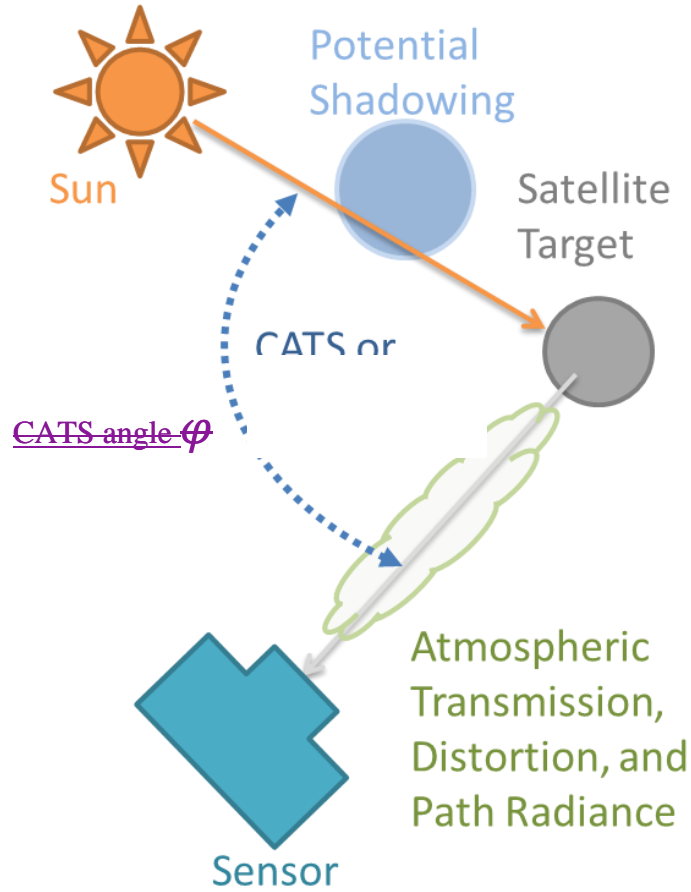 Potential
Shadowing
Sun
Satellite
Target
CATS or
CATS angle φ
Atmospheric
Transmission,
Distortion, and
Path Radiance
Sensor